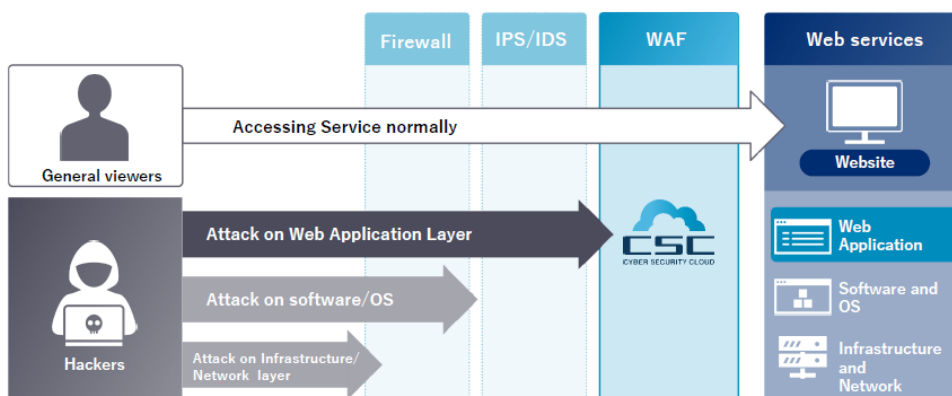 Firewall
IPS/IDS
WAF
Web services
Accessing Service normally
General viewers
Website
Attack on Web Application Layer
CSC
CYBER SECURITY CLOUD
Web
Application
Attack on software/OS
Software and
OS
Hackers
Attack on Infrastructure/
Network layer
Infrastructure
and
Network